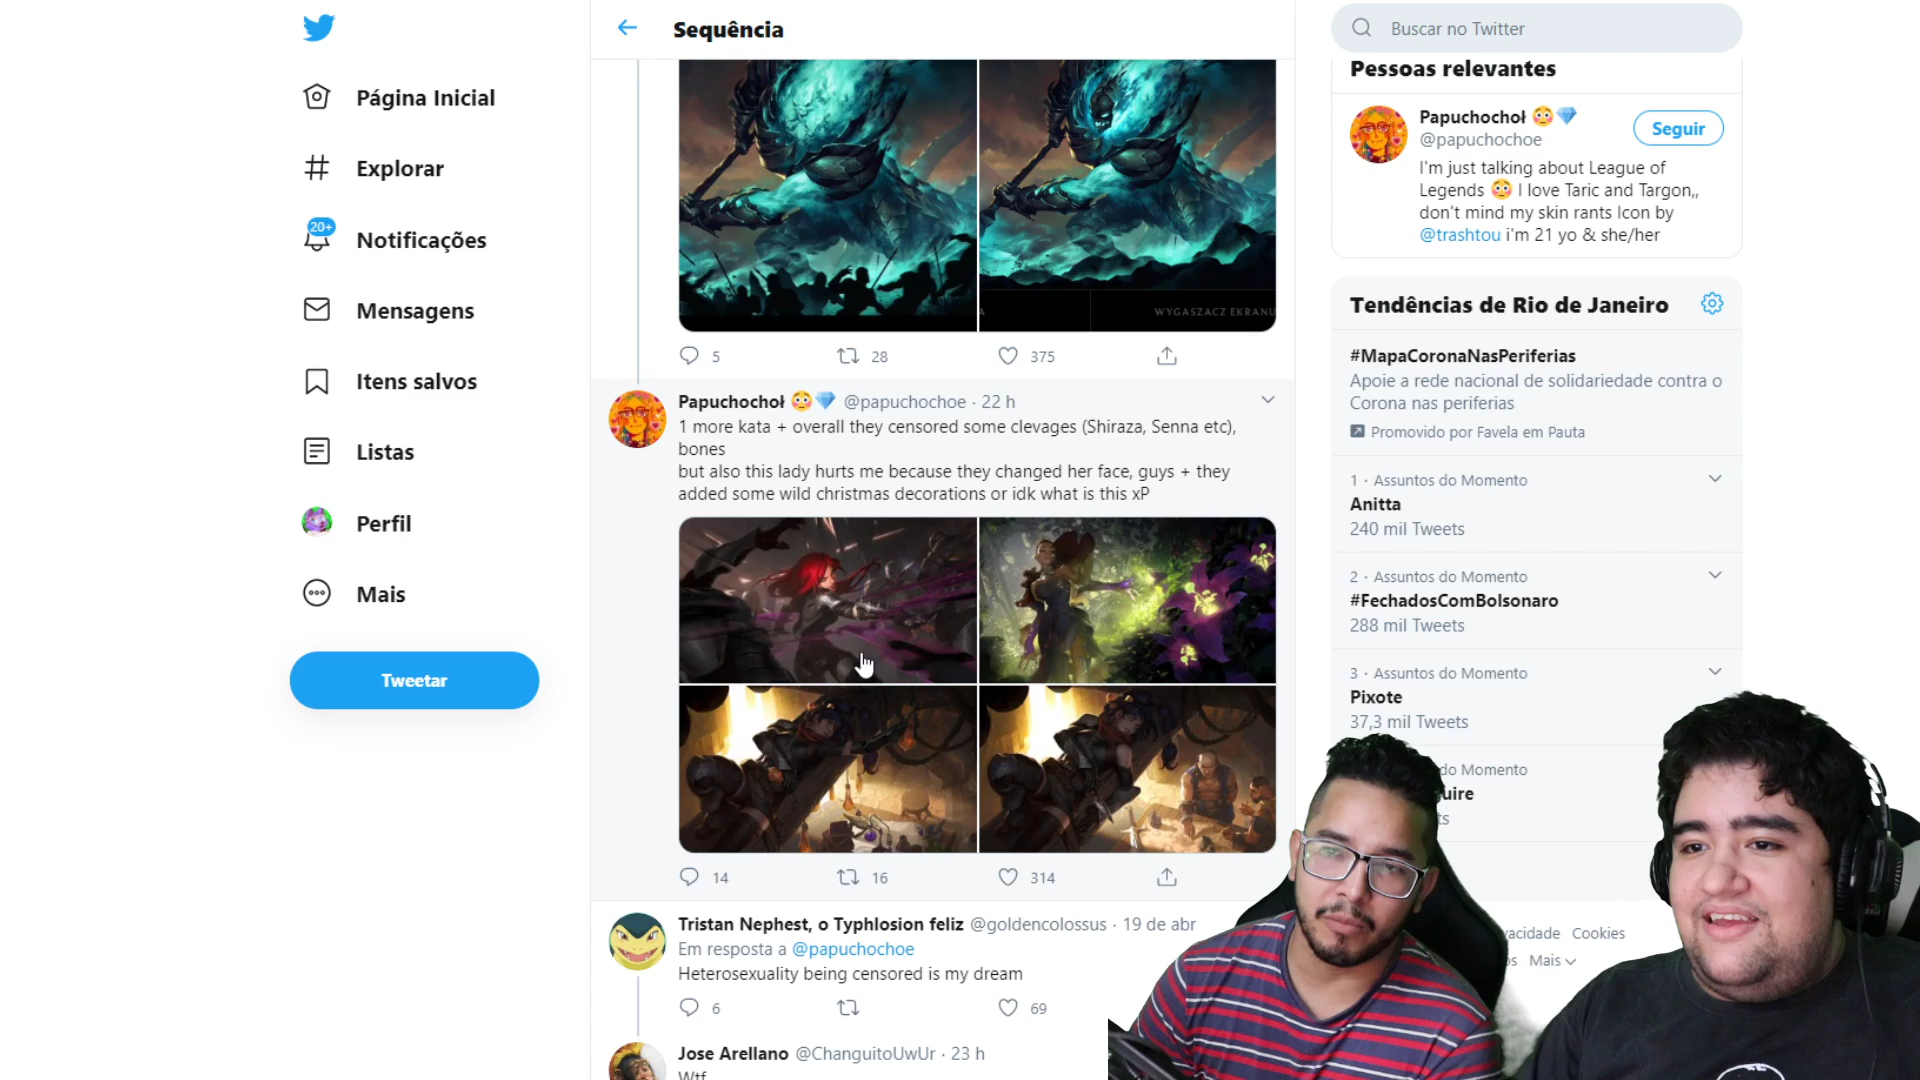 Página Inicial
Explorar
20+
Notificações
Mensagens
Itens salvos
Listas
Perfil
Mais
Tweetar
Sequência
WYGASZACZ EKRANU
5
28
375
Papuchochoł 😳💎 @papuchochoe · 22 h
1 more kata + overall they censored some clevages (Shiraza, Senna etc),
bones
but also this lady hurts me because they changed her face, guys + they
added some wild christmas decorations or idk what is this xP
14
16
314
Tristan Nephest, o Typhlosion feliz @goldencolossus · 19 de abr
Em resposta a @papuchochoe
Heterosexuality being censored is my dream
6
69
Jose Arellano @ChanguitoUwUr · 23 h
Wtf
Buscar no Twitter
Pessoas relevantes
Papuchochoł 😳💎
@papuchochoe
Seguir
I'm just talking about League of
Legends 😳 I love Taric and Targon,,
don't mind my skin rants Icon by
@trashtou i'm 21 yo & she/her
Tendências de Rio de Janeiro
#MapaCoronaNasPeriferias
Apoie a rede nacional de solidariedade contra o
Corona nas periferias
Promovido por Favela em Pauta
1 · Assuntos do Momento
Anitta
240 mil Tweets
2 · Assuntos do Momento
#FechadosComBolsonaro
288 mil Tweets
3 · Assuntos do Momento
Pixote
37,3 mil Tweets
do Momento
Cookies
Mais